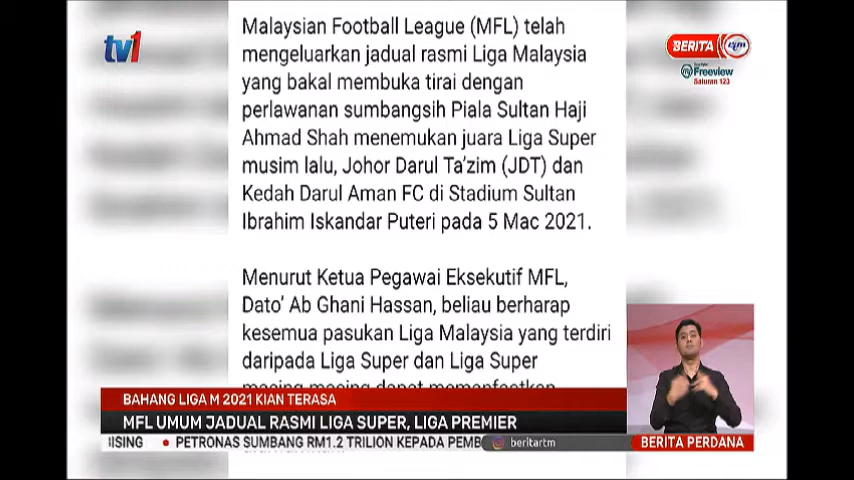 Malaysian Football League (MFL) telah
mengeluarkan jadual rasmi Liga Malaysia
yang bakal membuka tirai dengan
perlawanan sumbangsih Piala Sultan Haji
Ahmad Shah menemukan juara Liga Super
musim lalu, Johor Darul Ta'zim (JDT) dan
Kedah Darul Aman FC di Stadium Sultan
Ibrahim Iskandar Puteri pada 5 Mac 2021.
Menurut Ketua Pegawai Eksekutif MFL,
Dato' Ab Ghani Hassan, beliau berharap
kesemua pasukan Liga Malaysia yang terdiri
daripada Liga Super dan Liga Super
tv1
BERITA rtm
Freeview
Saluran 123
BAHANG LIGA M 2021 KIAN TERASA
MFL UMUM JADUAL RASMI LIGA SUPER, LIGA PREMIER
PETRONAS SUMBANG RM1.2 TRILION KEPADA PEMB
beritartm
BERITA PERDANA